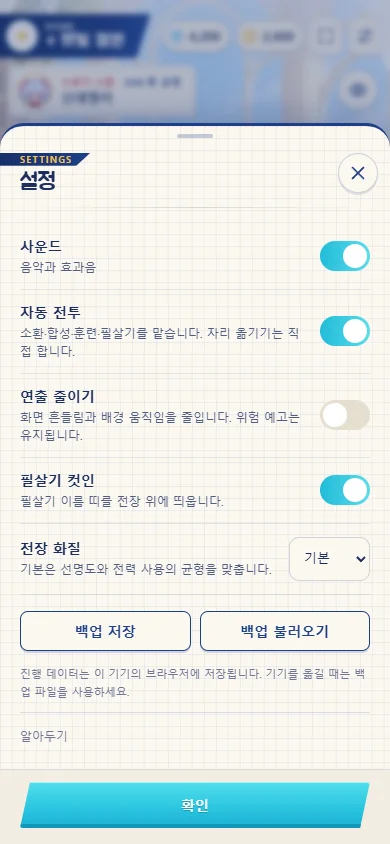 SETTINGS
설정
사운드
음악과 효과음
자동 전투
소환·합성·훈련·필살기를 맡습니다. 자리 옮기기는 직
접 합니다.
연출 줄이기
화면 흔들림과 배경 움직임을 줄입니다. 위험 예고는
유지됩니다.
필살기 컷인
필살기 이름 띠를 전장 위에 띄웁니다.
전장 화질
기본은 선명도와 전력 사용의 균형을 맞춥니다.
기본
백업 저장
백업 불러오기
진행 데이터는 이 기기의 브라우저에 저장됩니다. 기기를 옮길 때는 백
업 파일을 사용하세요.
알아두기
확인